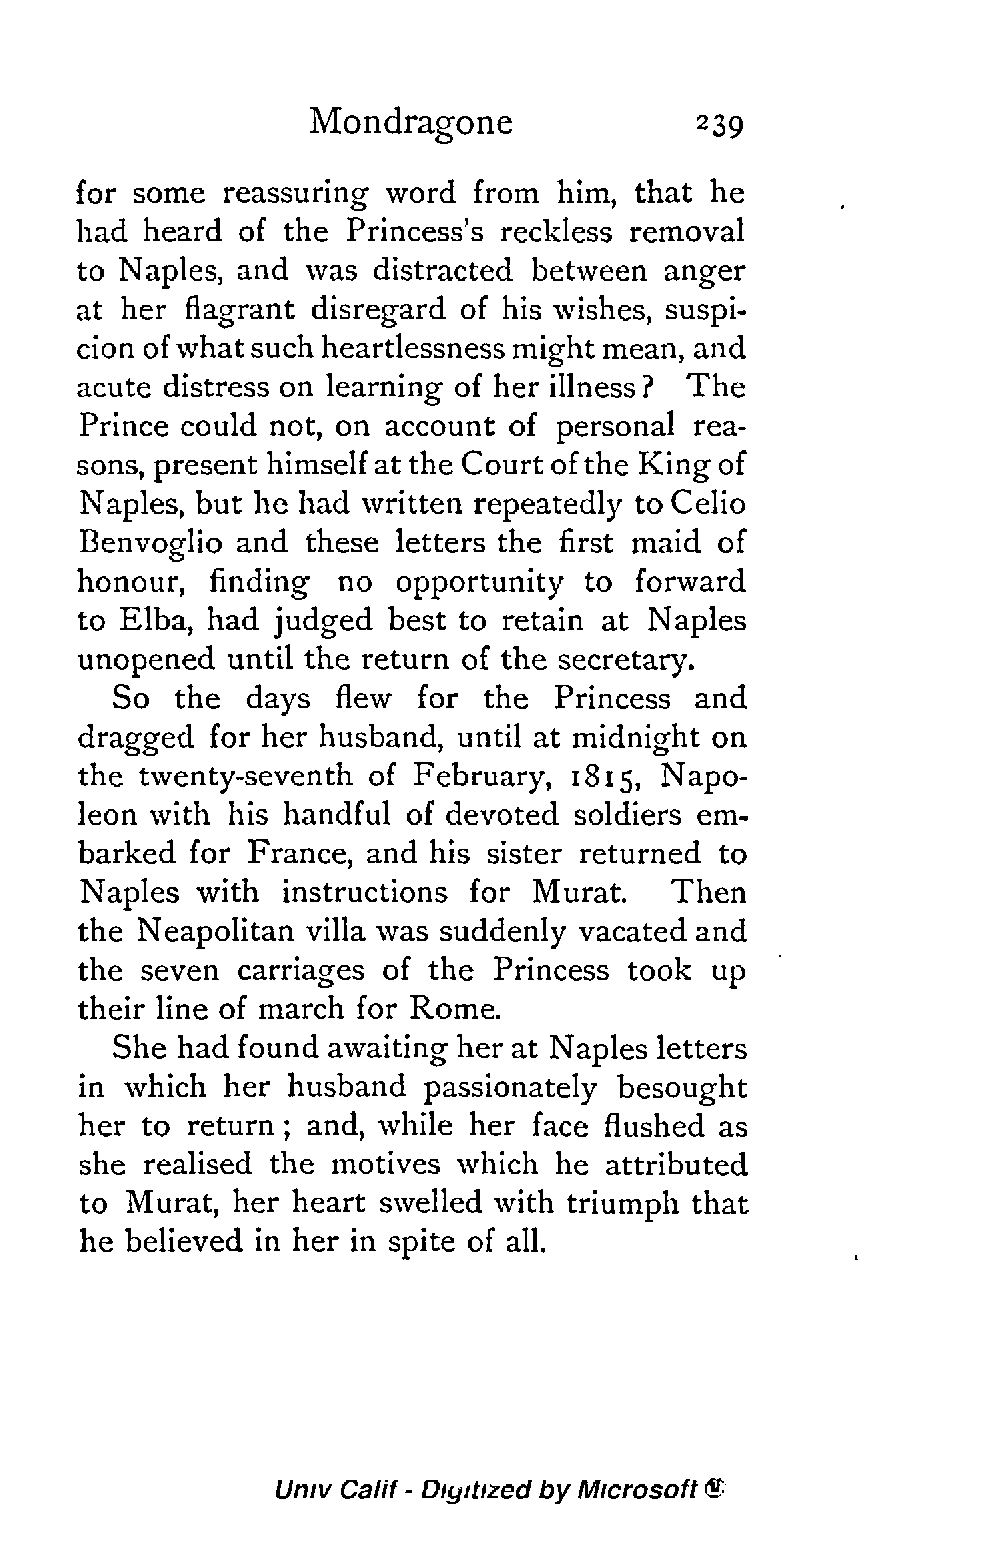 Mondragone 239
for some reassuring word from him, that he
had heard of the Princess's reckless removal
to Naples, and was distracted between anger
at her flagrant disregard of his wishes, suspi-
cion of what such heartlessness might mean, and
acute distress on learning of her illness? The
Prince could not, on account of personal rea-
sons, present himself at the Court of the King of
Naples, but he had written repeatedly to Celio
Benvoglio and these letters the first maid of
honour, finding no opportunity to forward
to Elba, had judged best to retain at Naples
unopened until the return of the secretary.
So the days flew for the Princess and
dragged for her husband, until at midnight on
the twenty-seventh of February, 1815, Napo-
leon with his handful of devoted soldiers em-
barked for France, and his sister returned to
Naples with instructions for Murat. Then
the Neapolitan villa was suddenly vacated and
the seven carriages of the Princess took up
their line of march for Rome.
She had found awaiting her at Naples letters
in which her husband passionately besought
her to return; and, while her face flushed as
she realised the motives which he attributed
to Murat, her heart swelled with triumph that
he believed in her in spite of all.
Univ Calif - Digitized by Microsoft ®